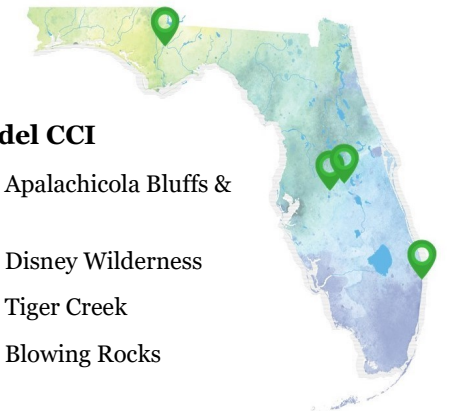 del CCI
Apalachicola Bluffs &
Disney Wilderness
Tiger Creek
Blowing Rocks